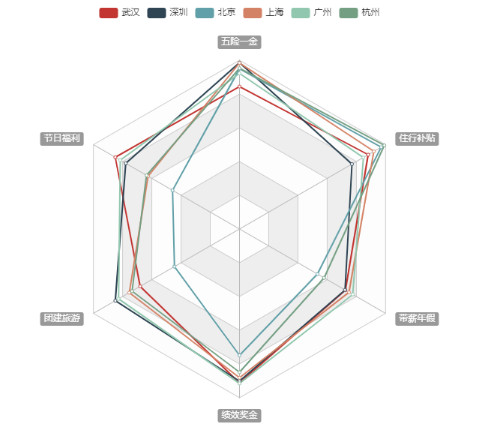 武汉 深圳 北京 上海 广州 杭州
五险一金
节日福利 住行补贴
团建旅游 带薪年假
绩效奖金